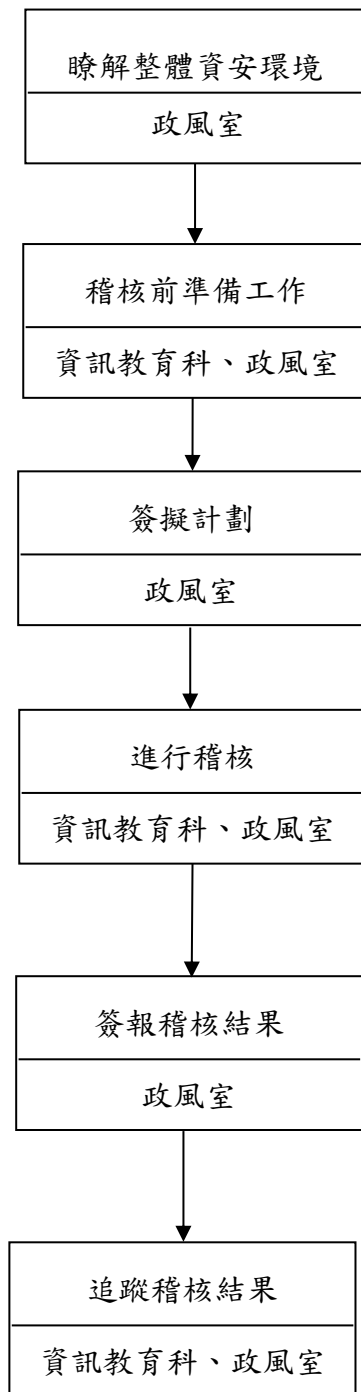 瞭解整體資安環境
政風室
稽核前準備工作
資訊教育科、政風室
簽擬計劃
政風室
進行稽核
資訊教育科、政風室
簽報稽核結果
政風室
追蹤稽核結果
資訊教育科、政風室